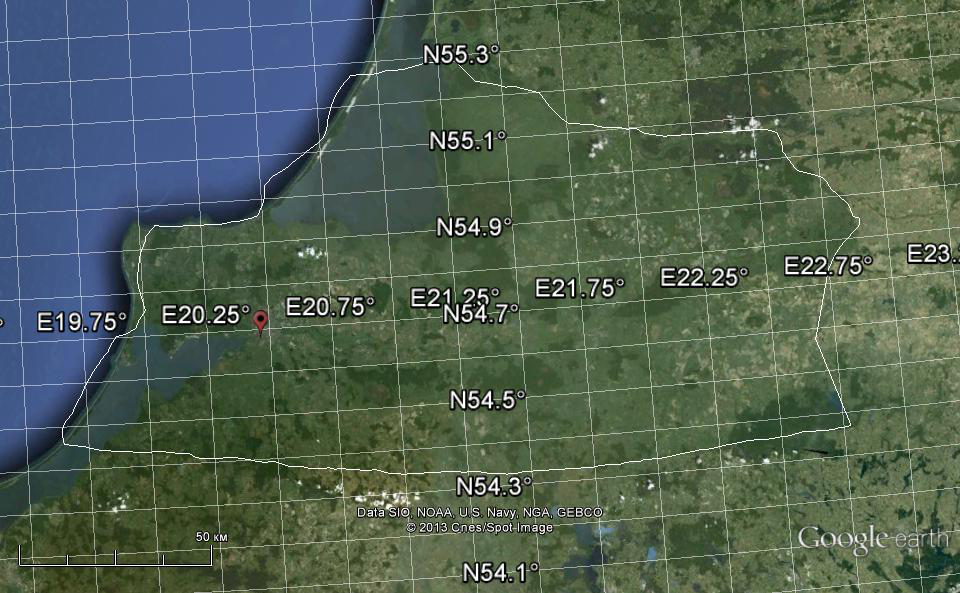 N55.3°
N55.1°
N54.9°
E19.75° E20.25° E20.75° E21.25° E21.75° E22.25° E22.75° E23.
N54.7°
N54.5°
N54.3°
Data SIO, NOAA, U.S. Navy, NGA, GEBCO
© 2013 Cnes/Spot Image
50 км
Google earth
N54.1°